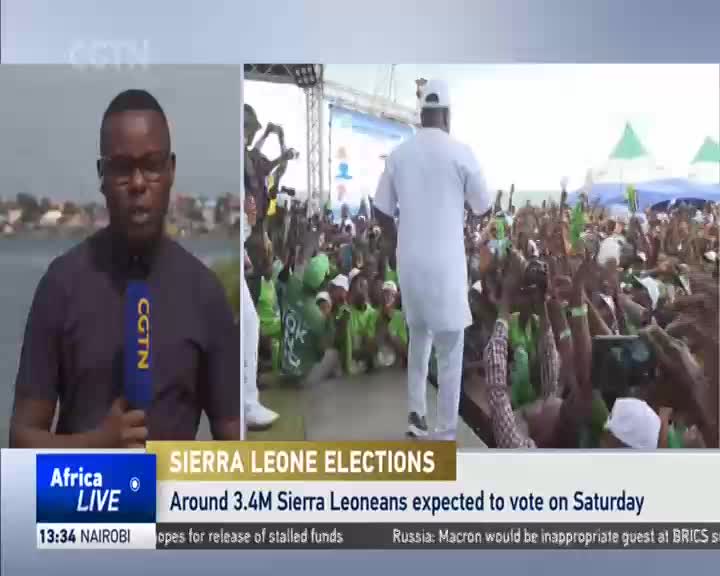 CGTN
CGTN
SIERRA LEONE ELECTIONS
Africa
LIVE
Around 3.4M Sierra Leoneans expected to vote on Saturday
13:34 NAIROBI
opes for release of stalled funds
Russia: Macron would be inappropriate guest at BRICS s